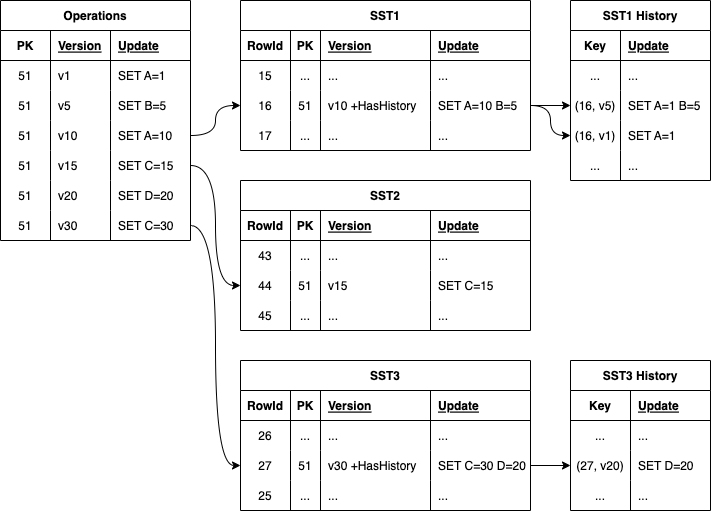 Operations
PK Version Update
51 v1 SET A=1
51 v5 SET B=5
51 v10 SET A=10
51 v15 SET C=15
51 v20 SET D=20
51 v30 SET C=30
SST1
RowId PK Version Update
15 ... ... ...
16 51 v10 +HasHistory SET A=10 B=5
17 ... ... ...
SST1 History
Key Update
... ...
(16, v5) SET A=1 B=5
(16, v1) SET A=1
... ...
SST2
RowId PK Version Update
43 ... ... ...
44 51 v15 SET C=15
45 ... ... ...
SST3
RowId PK Version Update
26 ... ... ...
27 51 v30 +HasHistory SET C=30 D=20
25 ... ... ...
SST3 History
Key Update
... ...
(27, v20) SET D=20
... ...